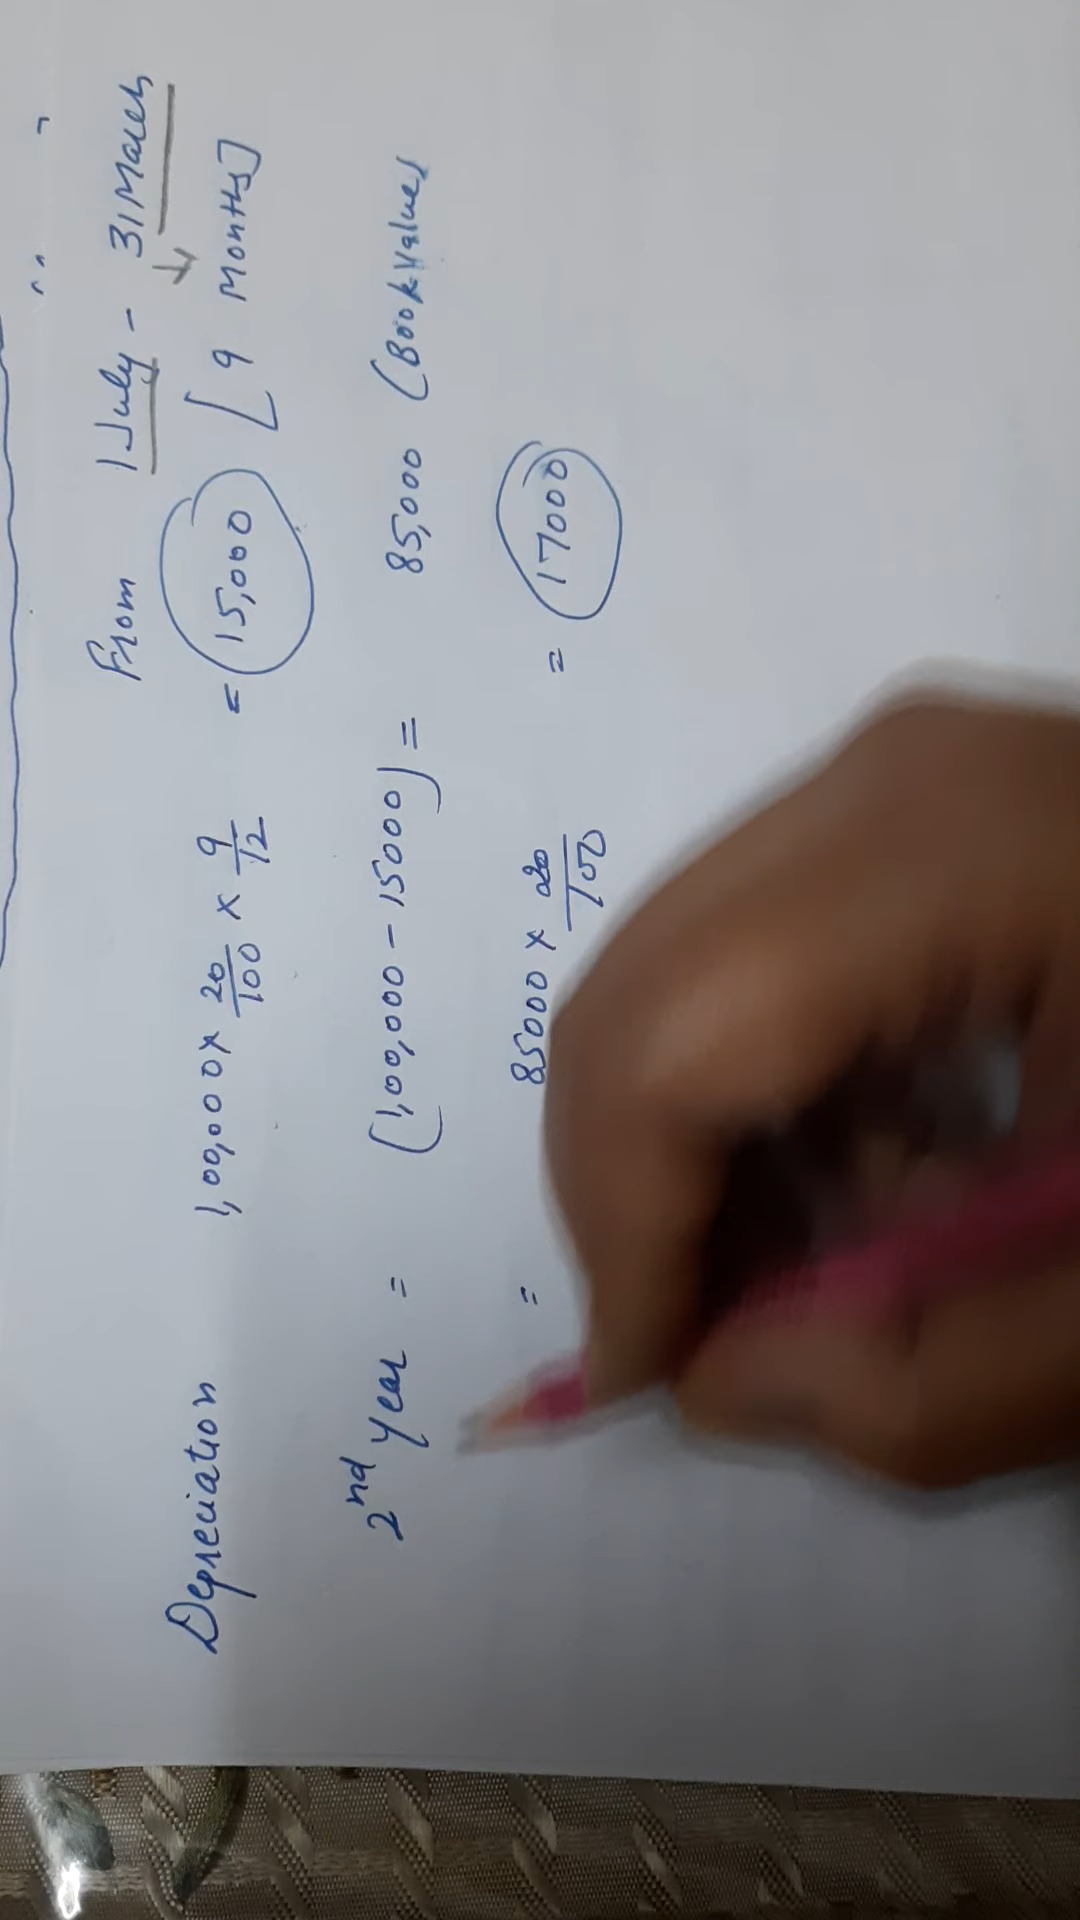 From 1 July - 31 March
Depreciation 1,00,000 x 20/100 x 9/12 = 15,000 [9 Months]
2nd Year = (1,00,000 - 15000) = 85,000 (Book Value)
= 85000 x 20/100 = 17000